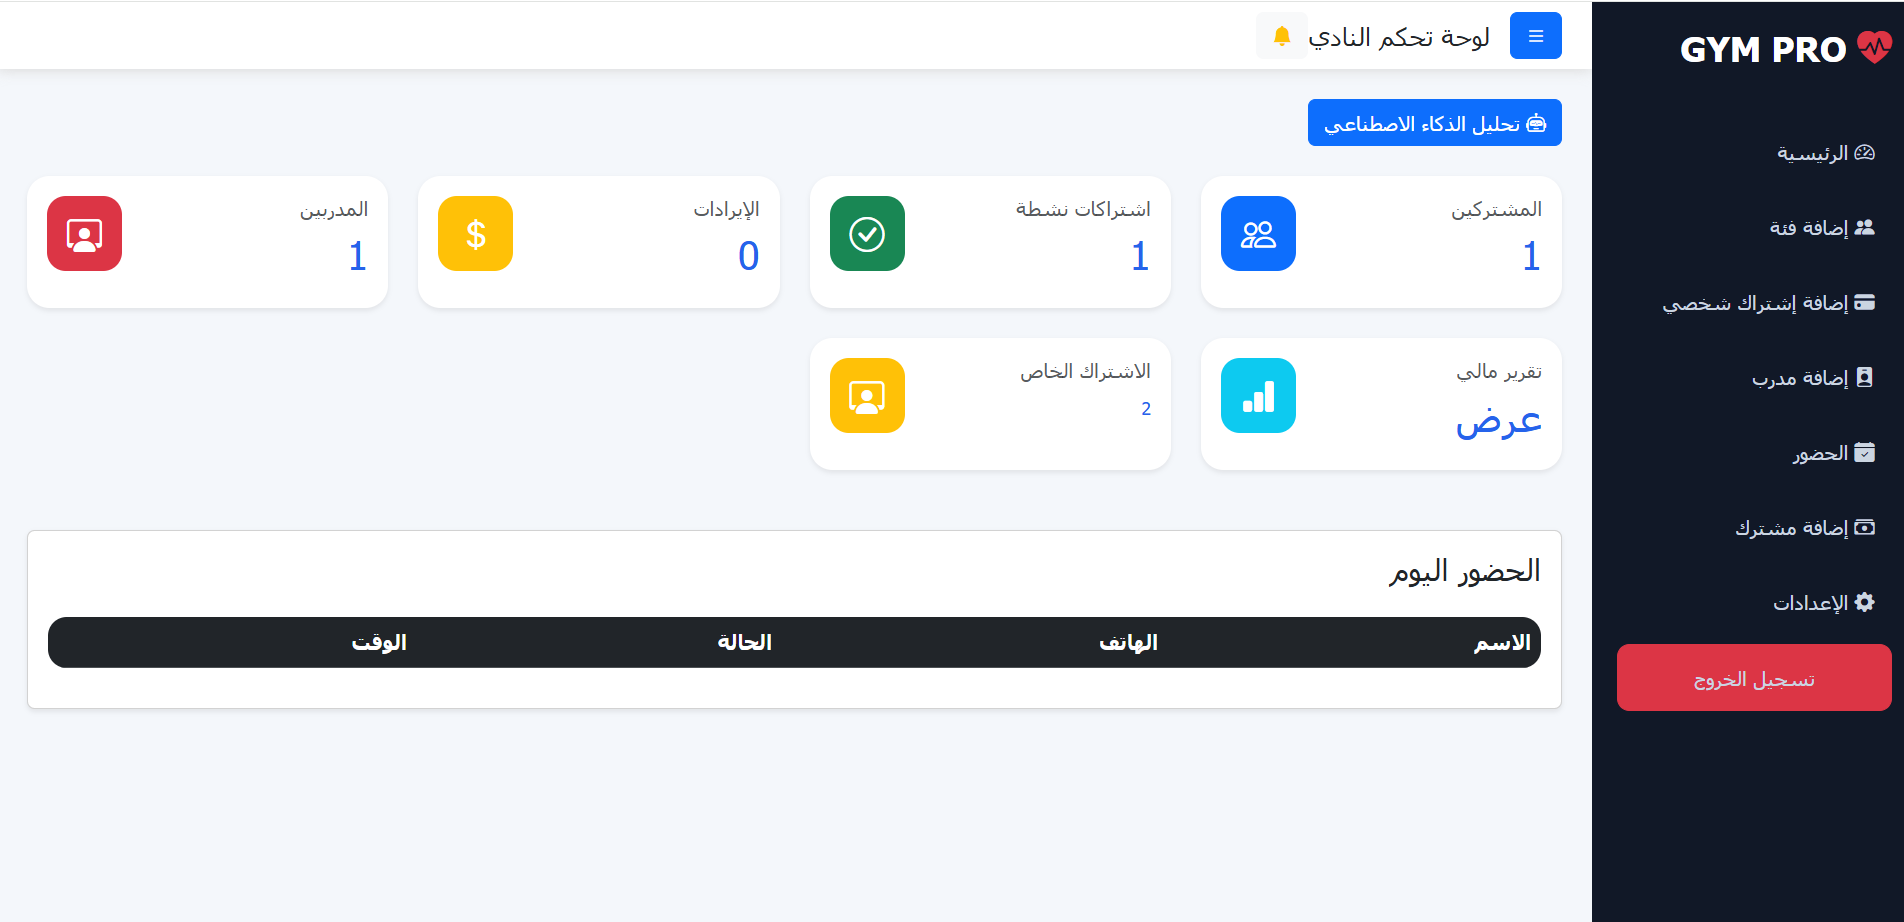 GYM PRO
الرئيسية
إضافة فئة
إضافة إشتراك شخصي
إضافة مدرب
الحضور
إضافة مشترك
الإعدادات
تسجيل الخروج
لوحة تحكم النادي
تحليل الذكاء الاصطناعي
المشتركين
1
اشتراكات نشطة
1
الإيرادات
0
المدربين
1
تقرير مالي
عرض
الاشتراك الخاص
2
الحضور اليوم
الاسم الهاتف الحالة الوقت